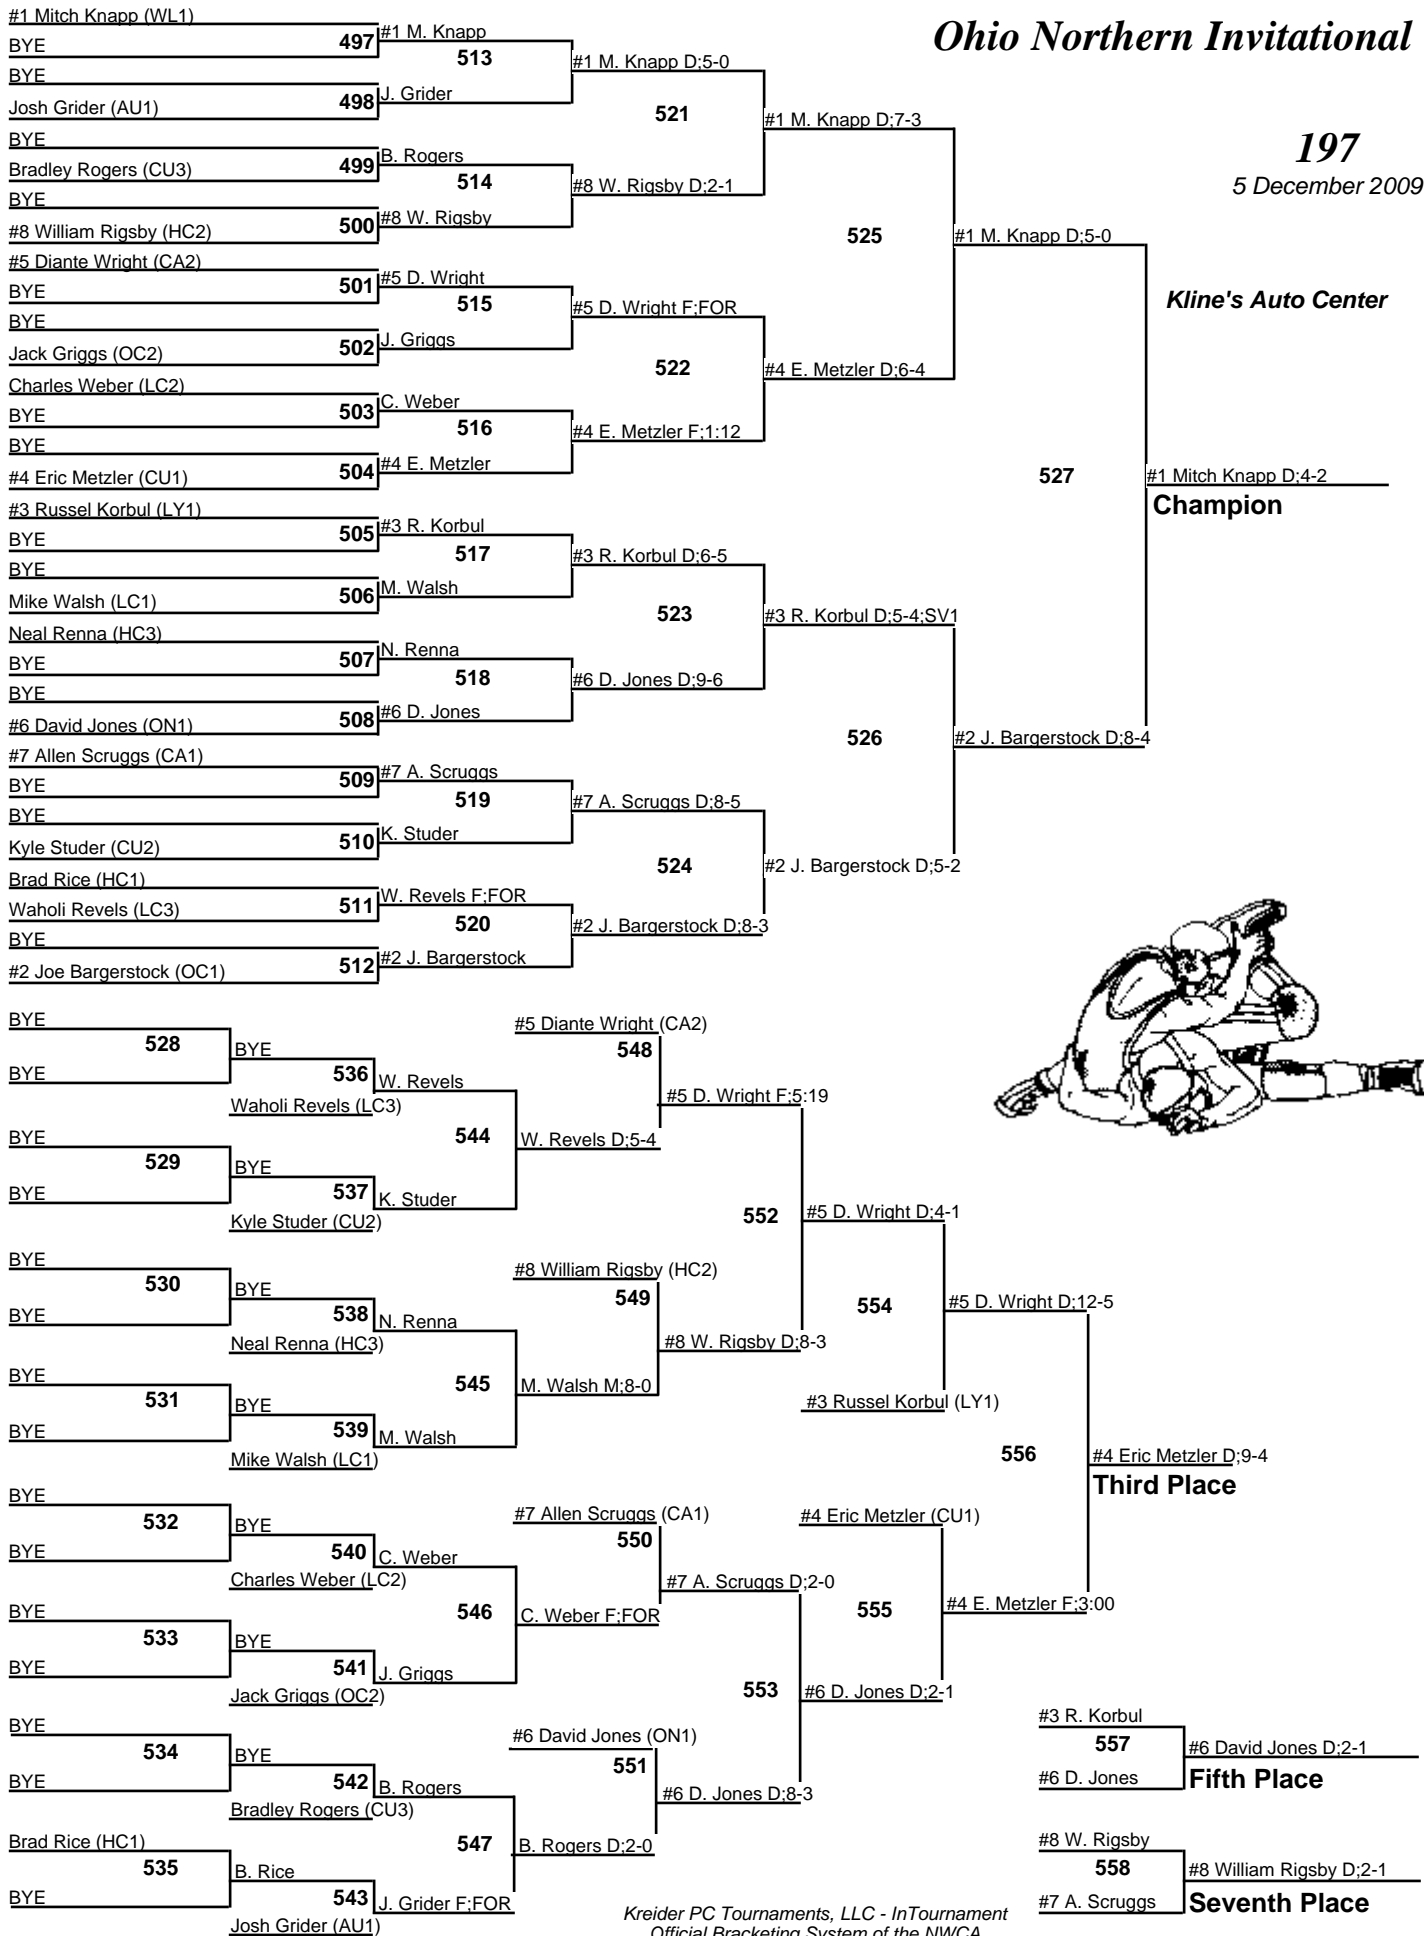 Ohio Northern Invitational
197
5 December 2009
Kline's Auto Center
#1 Mitch Knapp (WL1)
BYE
497
BYE
Josh Grider (AU1)
498
BYE
Bradley Rogers (CU3)
499
BYE
#8 William Rigsby (HC2)
500
#5 Diante Wright (CA2)
BYE
501
BYE
Jack Griggs (OC2)
502
Charles Weber (LC2)
BYE
503
BYE
#4 Eric Metzler (CU1)
504
#3 Russel Korbul (LY1)
BYE
505
BYE
Mike Walsh (LC1)
506
Neal Renna (HC3)
BYE
507
BYE
#6 David Jones (ON1)
508
#7 Allen Scruggs (CA1)
BYE
509
BYE
Kyle Studer (CU2)
510
Brad Rice (HC1)
Waholi Revels (LC3)
511
BYE
#2 Joe Bargerstock (OC1)
512
#1 M. Knapp
513
J. Grider
B. Rogers
514
#8 W. Rigsby
#5 D. Wright
515
J. Griggs
C. Weber
516
#4 E. Metzler
#3 R. Korbul
517
M. Walsh
N. Renna
518
#6 D. Jones
#7 A. Scruggs
519
K. Studer
W. Revels F;FOR
520
#2 J. Bargerstock
#1 M. Knapp D;5-0
521
#8 W. Rigsby D;2-1
#5 D. Wright F;FOR
522
#4 E. Metzler F;1:12
#3 R. Korbul D;6-5
523
#6 D. Jones D;9-6
#7 A. Scruggs D;8-5
524
#2 J. Bargerstock D;8-3
#1 M. Knapp D;7-3
525
#4 E. Metzler D;6-4
#3 R. Korbul D;5-4;SV1
526
#2 J. Bargerstock D;5-2
#1 M. Knapp D;5-0
527
#2 J. Bargerstock D;8-4
#1 Mitch Knapp D;4-2
Champion
BYE
528
BYE
BYE
529
BYE
BYE
530
BYE
BYE
531
BYE
BYE
532
BYE
BYE
533
BYE
BYE
534
BYE
Brad Rice (HC1)
535
BYE
BYE
536
Waholi Revels (LC3)
BYE
537
Kyle Studer (CU2)
BYE
538
Neal Renna (HC3)
BYE
539
Mike Walsh (LC1)
BYE
540
Charles Weber (LC2)
BYE
541
Jack Griggs (OC2)
BYE
542
Bradley Rogers (CU3)
B. Rice
543
Josh Grider (AU1)
W. Revels
544
K. Studer
N. Renna
545
M. Walsh
C. Weber
546
J. Griggs
B. Rogers
547
J. Grider F;FOR
#5 Diante Wright (CA2)
548
W. Revels D;5-4
#8 William Rigsby (HC2)
549
M. Walsh M;8-0
#7 Allen Scruggs (CA1)
550
C. Weber F;FOR
#6 David Jones (ON1)
551
B. Rogers D;2-0
#5 D. Wright F;5:19
552
#8 W. Rigsby D;8-3
#7 A. Scruggs D;2-0
553
#6 D. Jones D;8-3
#5 D. Wright D;4-1
554
#3 Russel Korbul (LY1)
#4 Eric Metzler (CU1)
555
#6 D. Jones D;2-1
#5 D. Wright D;12-5
556
#4 E. Metzler F;3:00
#4 Eric Metzler D;9-4
Third Place
#3 R. Korbul
557
#6 D. Jones
#6 David Jones D;2-1
Fifth Place
#8 W. Rigsby
558
#7 A. Scruggs
#8 William Rigsby D;2-1
Seventh Place
Kreider PC Tournaments, LLC - InTournament
Official Bracketing System of the NWCA